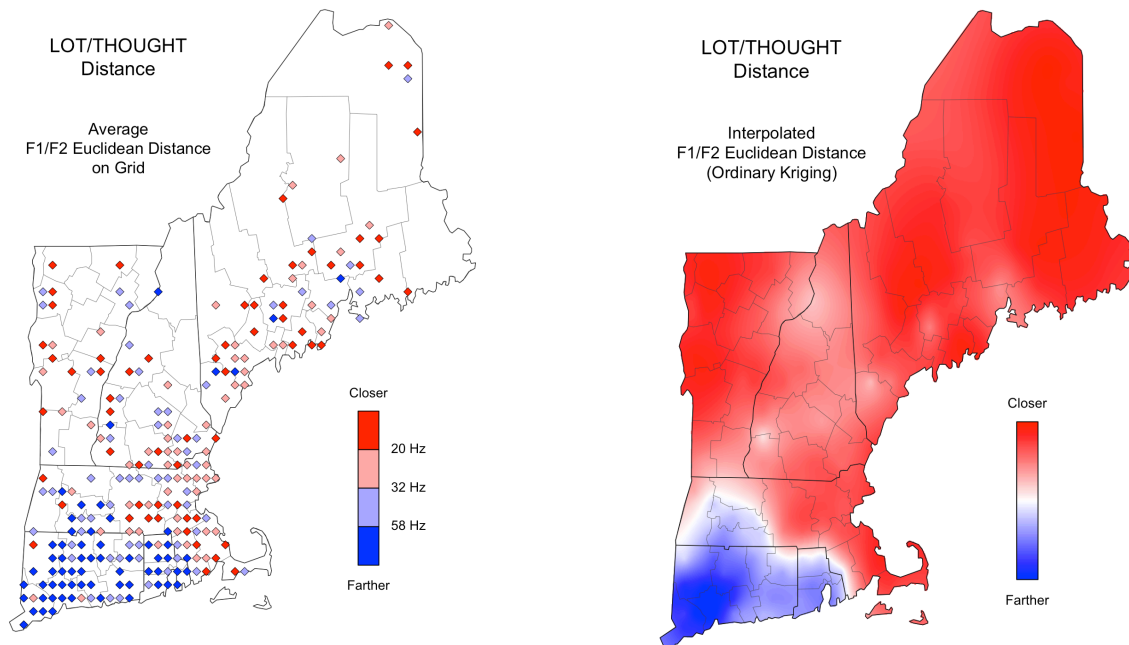 LOT/THOUGHT
Distance
Average
F1/F2 Euclidean Distance
on Grid
Closer
20 Hz
32 Hz
58 Hz
Farther
LOT/THOUGHT
Distance
Interpolated
F1/F2 Euclidean Distance
(Ordinary Kriging)
Closer
Farther